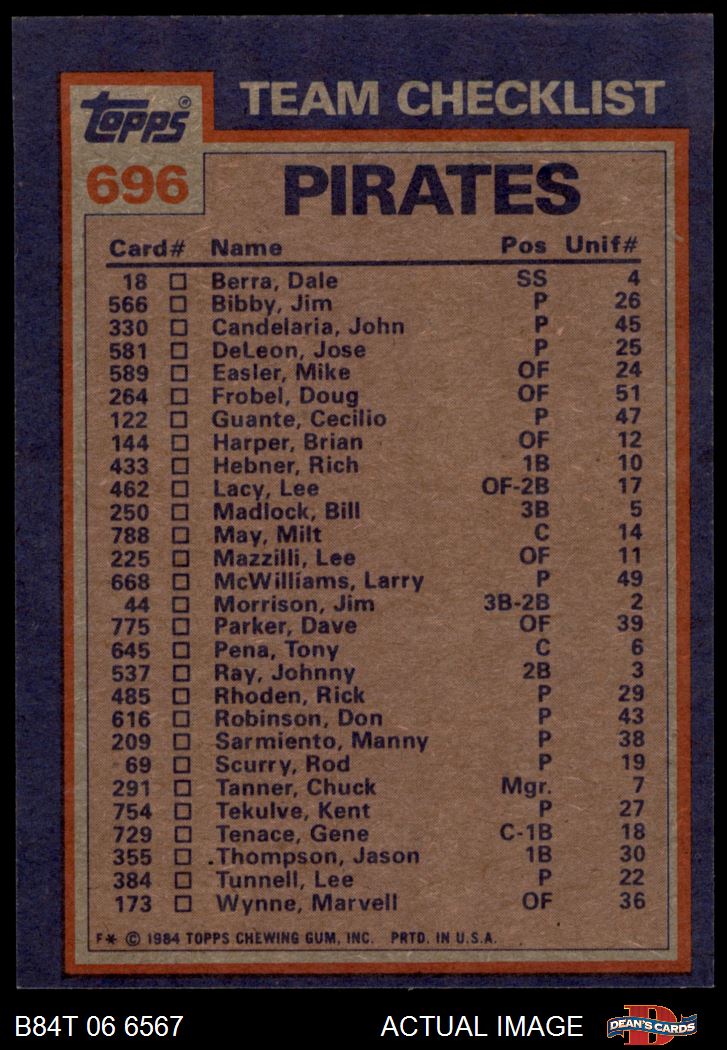 TEAM CHECKLIST
topps®
696
PIRATES
Card# Name Pos Unif#
18 □ Berra, Dale SS 4
566 □ Bibby, Jim P 26
330 □ Candelaria, John P 45
581 □ DeLeon, Jose P 25
589 □ Easler, Mike OF 24
264 □ Frobel, Doug OF 51
122 □ Guante, Cecilio P 47
144 □ Harper, Brian OF 12
433 □ Hebner, Rich 1B 10
462 □ Lacy, Lee OF-2B 17
250 □ Madlock, Bill 3B 5
788 □ May, Milt C 14
225 □ Mazzilli, Lee OF 11
668 □ McWilliams, Larry P 49
44 □ Morrison, Jim 3B-2B 2
775 □ Parker, Dave OF 39
645 □ Pena, Tony C 6
537 □ Ray, Johnny 2B 3
485 □ Rhoden, Rick P 29
616 □ Robinson, Don P 43
209 □ Sarmiento, Manny P 38
69 □ Scurry, Rod P 19
291 □ Tanner, Chuck Mgr. 7
754 □ Tekulve, Kent P 27
729 □ Tenace, Gene C-1B 18
355 □ .Thompson, Jason 1B 30
384 □ Tunnell, Lee P 22
173 □ Wynne, Marvell OF 36
F* © 1984 TOPPS CHEWING GUM, INC. PRTD. IN U.S.A.
B84T 06 6567 ACTUAL IMAGE
D
DEAN'S CARDS